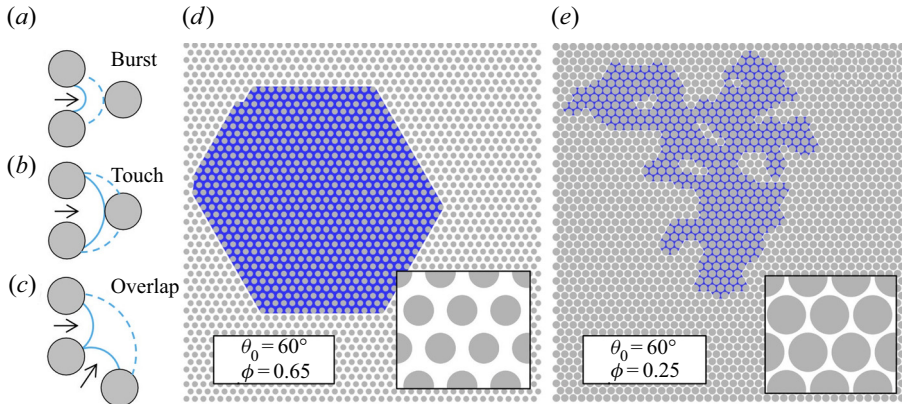 (a)
Burst
(b)
Touch
(c)
Overlap
(d)
θ₀ = 60°
ϕ = 0.65
(e)
θ₀ = 60°
ϕ = 0.25